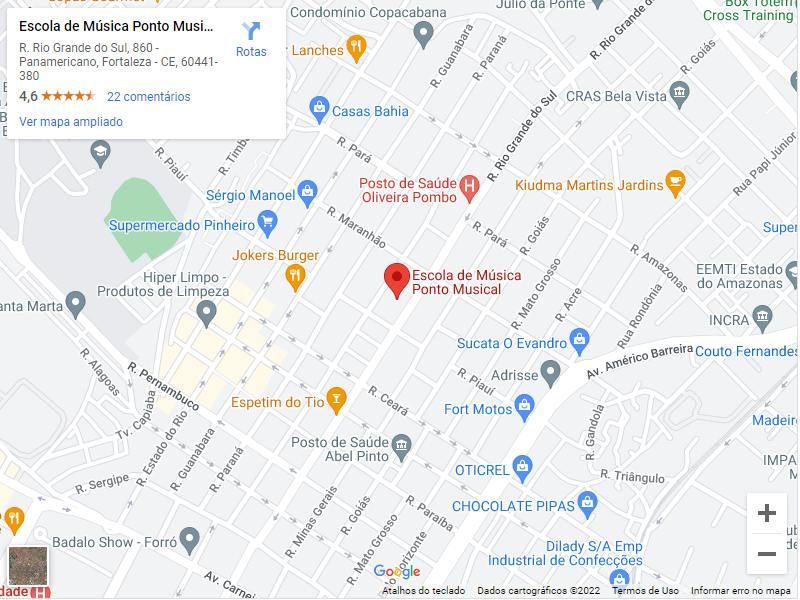 Escola de Música Ponto Musi...
R. Rio Grande do Sul, 860 -
Panamericano, Fortaleza - CE, 60441-
380
4,6
22 comentários
Ver mapa ampliado
Rotas
Condomínio Copacabana
Júlio da Ponte
Box Totem
Cross Training
Lanches
R. Guanabara
R. Paraná
R. Rio Grande do Sul
R. Goiás
Casas Bahia
CRAS Bela Vista
R. Piauí
R. Timbo
R. Pará
R. Rio Grande do Sul
Rua Papi Júnior
Posto de Saúde
Oliveira Pombo
Kiudma Martins Jardins
Sérgio Manoel
Supermercado Pinheiro
R. Maranhão
R. Pará
R. Goiás
Jokers Burger
R. Mato Grosso
R. Amazonas
Hiper Limpo -
Produtos de Limpeza
Escola de Música
Ponto Musical
EEMTI Estado
do Amazonas
anta Marta
R. Acre
Rua Rondônia
INCRA
Sucata O Evandro
Av. Américo Barreira
Couto Fernandes
R. Alagoas
R. Pernambuco
R. Piauí
Adrisse
R. Ceará
Espetim do Tio
Fort Motos
Tv. Capiaba
R. Estado do Rio
R. Guanabara
R. Paraná
R. Gandola
Madeir
Posto de Saúde
Abel Pinto
OTICREL
R. Triângulo
IMPA
R. Sergipe
R. Minas Gerais
R. Goiás
R. Mato Grosso
R. Paraíba
CHOCOLATE PIPAS
Badalo Show - Forró
Horizonte
Dilady S/A Emp
Industrial de Confecções
Av. Carnei
Google
dade
Atalhos do teclado
Dados cartográficos ©2022
Termos de Uso
Informar erro no mapa